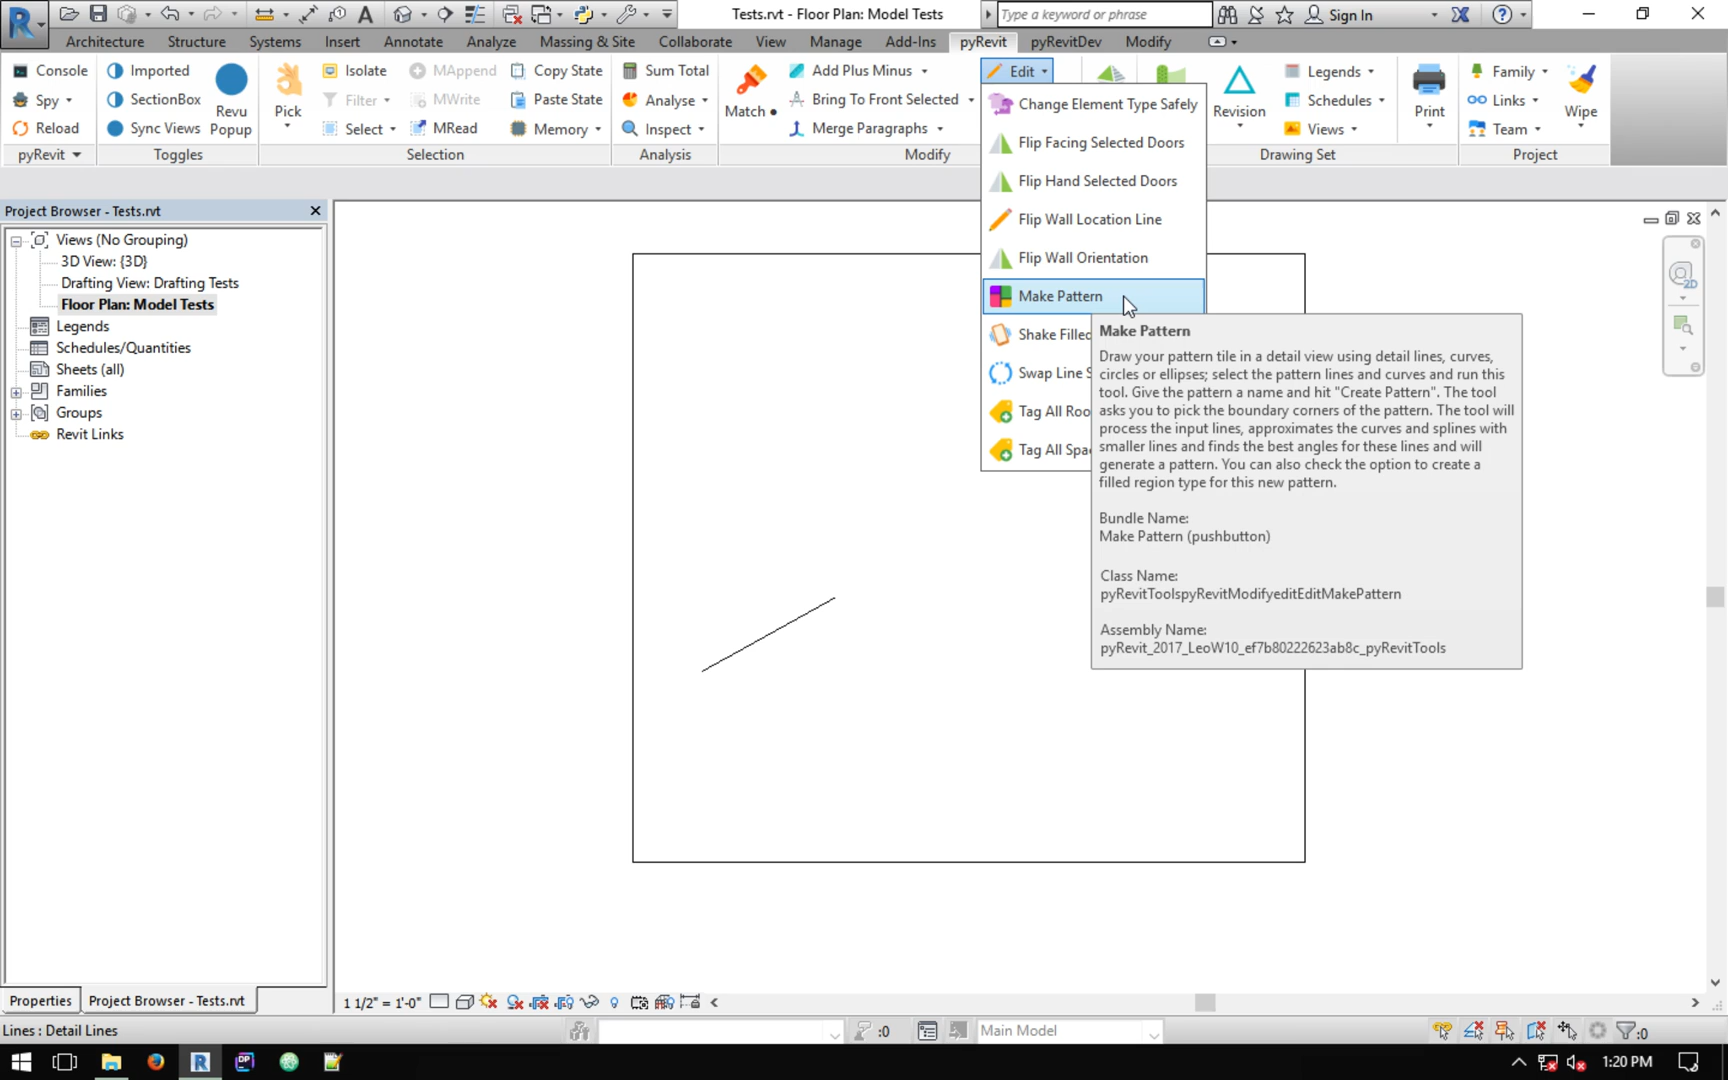 Tests.rvt - Floor Plan: Model Tests
Type a keyword or phrase
Sign In
Architecture Structure Systems Insert Annotate Analyze Massing & Site Collaborate View Manage Add-Ins pyRevit pyRevitDev Modify
Console Imported Isolate MAppend Copy State Sum Total Add Plus Minus Edit Legends Family
Spy SectionBox Filter MWrite Paste State Analyse Bring To Front Selected Schedules Links
Reload Sync Views Select MRead Memory Inspect Merge Paragraphs Views Team
Revu Popup
Pick
Match
Revision
Print
Wipe
pyRevit Toggles Selection Analysis Modify Drawing Set Project
Change Element Type Safely
Flip Facing Selected Doors
Flip Hand Selected Doors
Flip Wall Location Line
Flip Wall Orientation
Make Pattern
Shake Filled
Swap Line S
Tag All Roo
Tag All Spa
Make Pattern
Draw your pattern tile in a detail view using detail lines, curves,
circles or ellipses; select the pattern lines and curves and run this
tool. Give the pattern a name and hit "Create Pattern". The tool
asks you to pick the boundary corners of the pattern. The tool will
process the input lines, approximates the curves and splines with
smaller lines and finds the best angles for these lines and will
generate a pattern. You can also check the option to create a
filled region type for this new pattern.
Bundle Name:
Make Pattern (pushbutton)
Class Name:
pyRevitToolspyRevitModifyeditEditMakePattern
Assembly Name:
pyRevit_2017_LeoW10_ef7b80222623ab8c_pyRevitTools
Project Browser - Tests.rvt
Views (No Grouping)
3D View: {3D}
Drafting View: Drafting Tests
Floor Plan: Model Tests
Legends
Schedules/Quantities
Sheets (all)
Families
Groups
Revit Links
2D
Properties Project Browser - Tests.rvt
1 1/2" = 1'-0"
Lines : Detail Lines
:0
Main Model
:0
1:20 PM